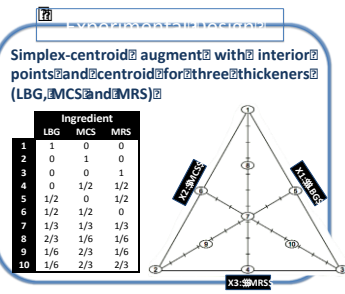 Experimental Design
Simplex-centroid augment with interior
points and centroid for three thickeners
(LBG, MCS and MRS)
Ingredient
LBG MCS MRS
1 1 0 0
2 0 1 0
3 0 0 1
4 0 1/2 1/2
5 1/2 0 1/2
6 1/2 1/2 0
7 1/3 1/3 1/3
8 2/3 1/6 1/6
9 1/6 2/3 1/6
10 1/6 2/3 2/3
1
8
X2: MCS
6
5
X1: LBG
7
9
10
2
4
3
X3: MRS